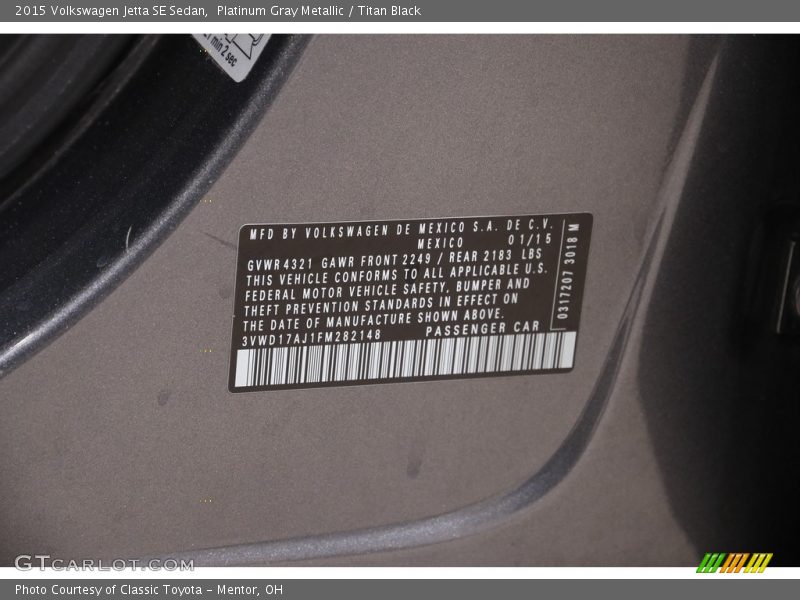 2015 Volkswagen Jetta SE Sedan, Platinum Gray Metallic / Titan Black
min 2 sec
MFD BY VOLKSWAGEN DE MEXICO S.A. DE C.V.
MEXICO 01/15
GVWR 4321 GAWR FRONT 2249 / REAR 2183 LBS
THIS VEHICLE CONFORMS TO ALL APPLICABLE U.S.
FEDERAL MOTOR VEHICLE SAFETY, BUMPER AND
THEFT PREVENTION STANDARDS IN EFFECT ON
THE DATE OF MANUFACTURE SHOWN ABOVE.
3VWD17AJ1FM282148 PASSENGER CAR
0317207 3018 M
GTCARLOT.COM
Photo Courtesy of Classic Toyota - Mentor, OH